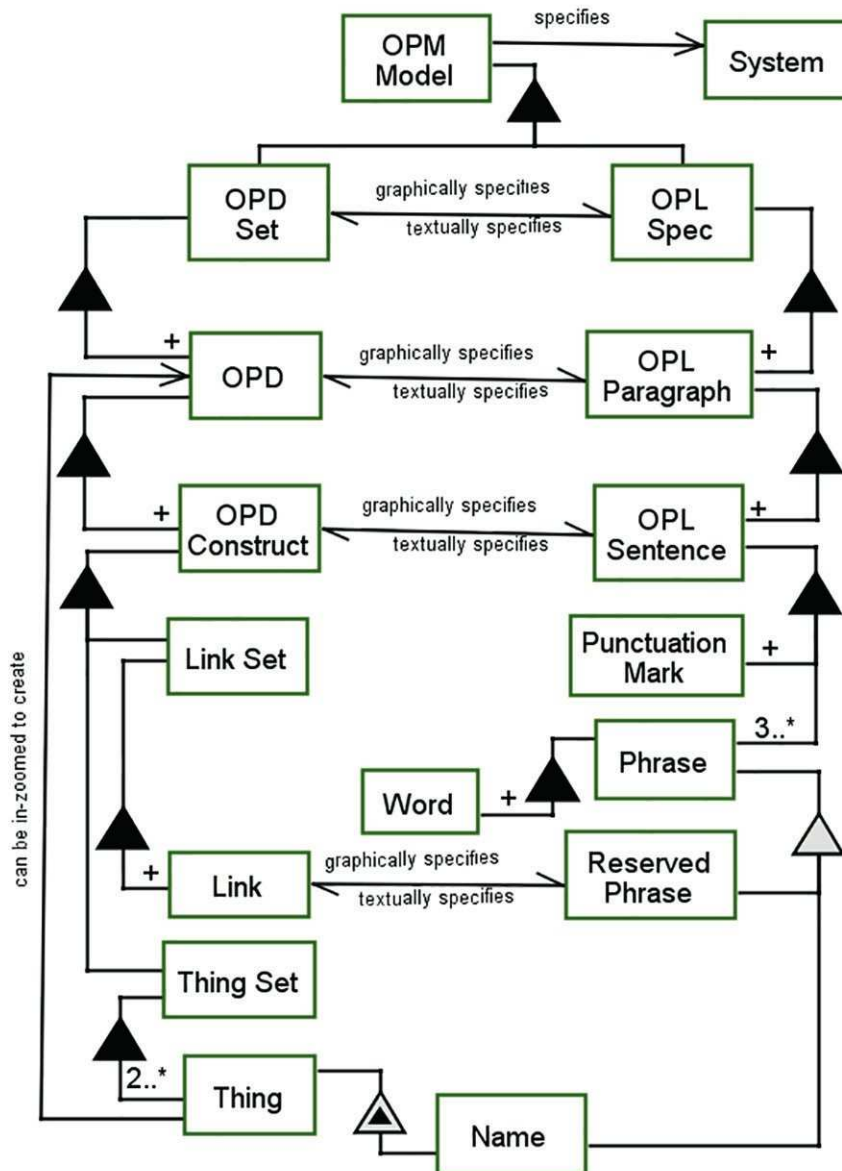 specifies
OPM
Model
System
OPD
Set
graphically specifies
textually specifies
OPL
Spec
+
OPD
graphically specifies
textually specifies
OPL
Paragraph
+
+
OPD
Construct
graphically specifies
textually specifies
OPL
Sentence
+
can be in-zoomed to create
Link Set
Punctuation
Mark
+
3..*
Phrase
Word
+
+
Link
graphically specifies
textually specifies
Reserved
Phrase
Thing Set
2..*
Thing
Name